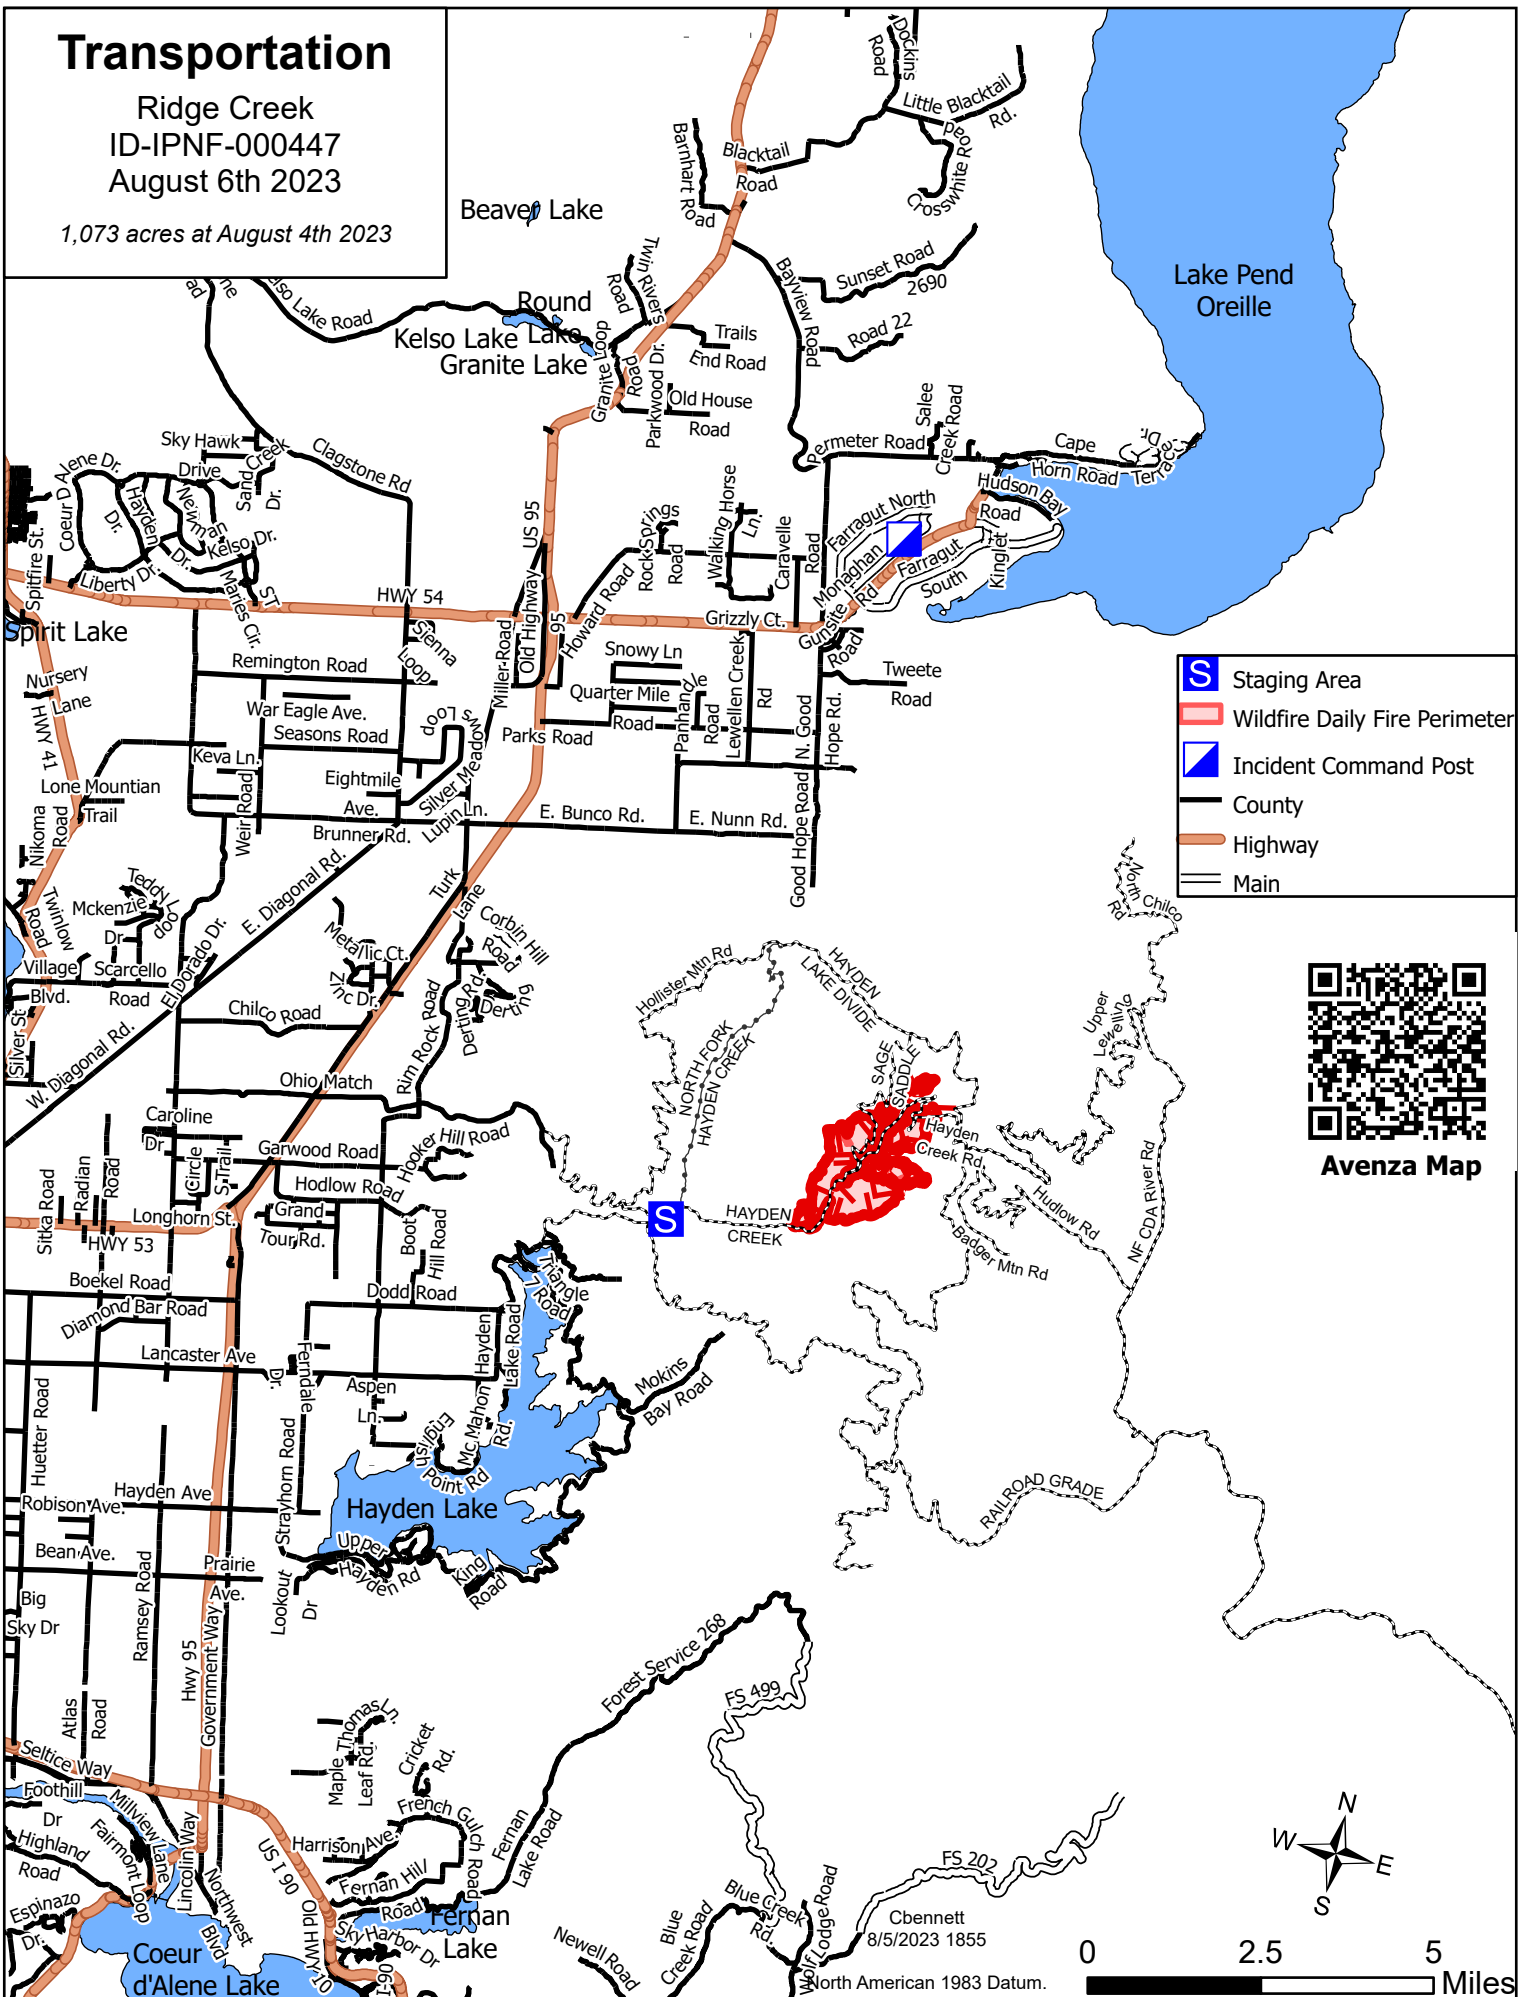 Transportation
Ridge Creek
ID-IPNF-000447
August 6th 2023
1,073 acres at August 4th 2023
Dockins
Road
Little Blacktail
Rd.
Crosswhite Road
Barnhart Road
Blacktail
Road
Beaver Lake
Lake Pend
Oreille
Twin Rivers
Road
Bayview Road
Sunset Road
2690
Road 22
elso Lake Road
Round
Lake
Kelso Lake
Granite Lake
Granite Loop
Road
Parkwood Dr.
Trails
End Road
Old House
Road
Salee
Creek Road
Permeter Road
Cape
Horn Road
Terrace
Dr.
Hudson Bay
Road
Sky Hawk
Drive
Sand Creek
Dr.
Clagstone Rd
Coeur D Alene Dr.
Hayden
Dr.
Newman
Dr.
Kelso Dr.
Liberty Dr.
Maries Cir.
ST
Spitfire St.
Spirit Lake
US 95
Old Highway
95
Rock Springs
Road
Walking Horse
Ln.
Caravelle
Road
Howard Road
Farragut North
Monaghan
Rd
Farragut
South
Kinglet
Gunsite
Road
HWY 54
Grizzly Ct.
Sienna
Loop
Miller Road
Snowy Ln
Quarter Mile
Road
Panhandle
Road
Lewellen Creek
Rd
N. Good
Hope Rd.
Tweete
Road
Nursery
Lane
HWY 41
Remington Road
War Eagle Ave.
Seasons Road
Silver Meadows Loop
Parks Road
Keva Ln.
Weir Road
Eightmile
Ave.
Lone Mountian
Trail
Nikoma
Road
Brunner Rd.
Lupin Ln.
E. Bunco Rd.
E. Nunn Rd.
Good Hope Road
S
Staging Area
Wildfire Daily Fire Perimeter
Incident Command Post
County
Highway
Main
Teddy Loop
Mckenzie
Dr
Twinlow
Road
Village
Blvd.
Scarcello
Road
El Dorado Dr.
E. Diagonal Rd.
W. Diagonal Rd.
Silver St
Turk
Lane
Metallic Ct.
Zinc Dr.
Corbin Hill
Road
Derting Rd.
Derting
Chilco Road
Rim Rock Road
Hollister Mtn Rd
HAYDEN
LAKE DIVIDE
NORTH FORK
HAYDEN CREEK
SAGE
SADDLE
North Chilco
Rd
Upper
Lewelling
Avenza Map
Ohio Match
Caroline
Dr
Circle
S Trail
Garwood Road
Hooker
Hill Road
Hodlow Road
Grand
Tour Rd.
Boot
Hill Road
Longhorn St.
Sitka Road
Radian
Road
HWY 53
Hayden
Creek Rd
Hudlow Rd
Badger Mtn Rd
NF CDA River Rd
S
HAYDEN
CREEK
Boekel Road
Diamond Bar Road
Dodd Road
Triangle
7 Road
Hayden
Lake Road
Lancaster Ave
Ferndale
Dr.
Aspen
Ln.
English
Point Rd
Mc Mahon
Rd.
Mokins
Bay Road
Huetter Road
Strayhorn Road
Hayden Ave
Robison Ave.
Hayden Lake
RAILROAD GRADE
Bean Ave.
Prairie
Ave.
Upper
Hayden Rd
King
Road
Lookout
Dr
Big
Sky Dr
Ramsey Road
Hwy 95
Government Way
Atlas
Road
Forest Service 268
FS 499
Seltice Way
Foothill
Dr
Highland
Road
Millview Lane
Fairmont Loop
Lincoln Way
Northwest
Blvd
US I 90
Old HWY 10
Thomas Ln.
Maple
Leaf Rd.
Cricket
Rd.
French Gulch Road
Harrison Ave.
Fernan Hill
Road
Fernan
Lake Road
Fernan
Lake
Sky Harbor Dr
I-90
Espinazo
Dr.
Coeur
d'Alene Lake
Newell Road
Blue
Creek Road
Blue Creek
Rd.
Wolf Lodge Road
FS 202
Cbennett
8/5/2023 1855
North American 1983 Datum.
N
W
E
S
0
2.5
5
Miles